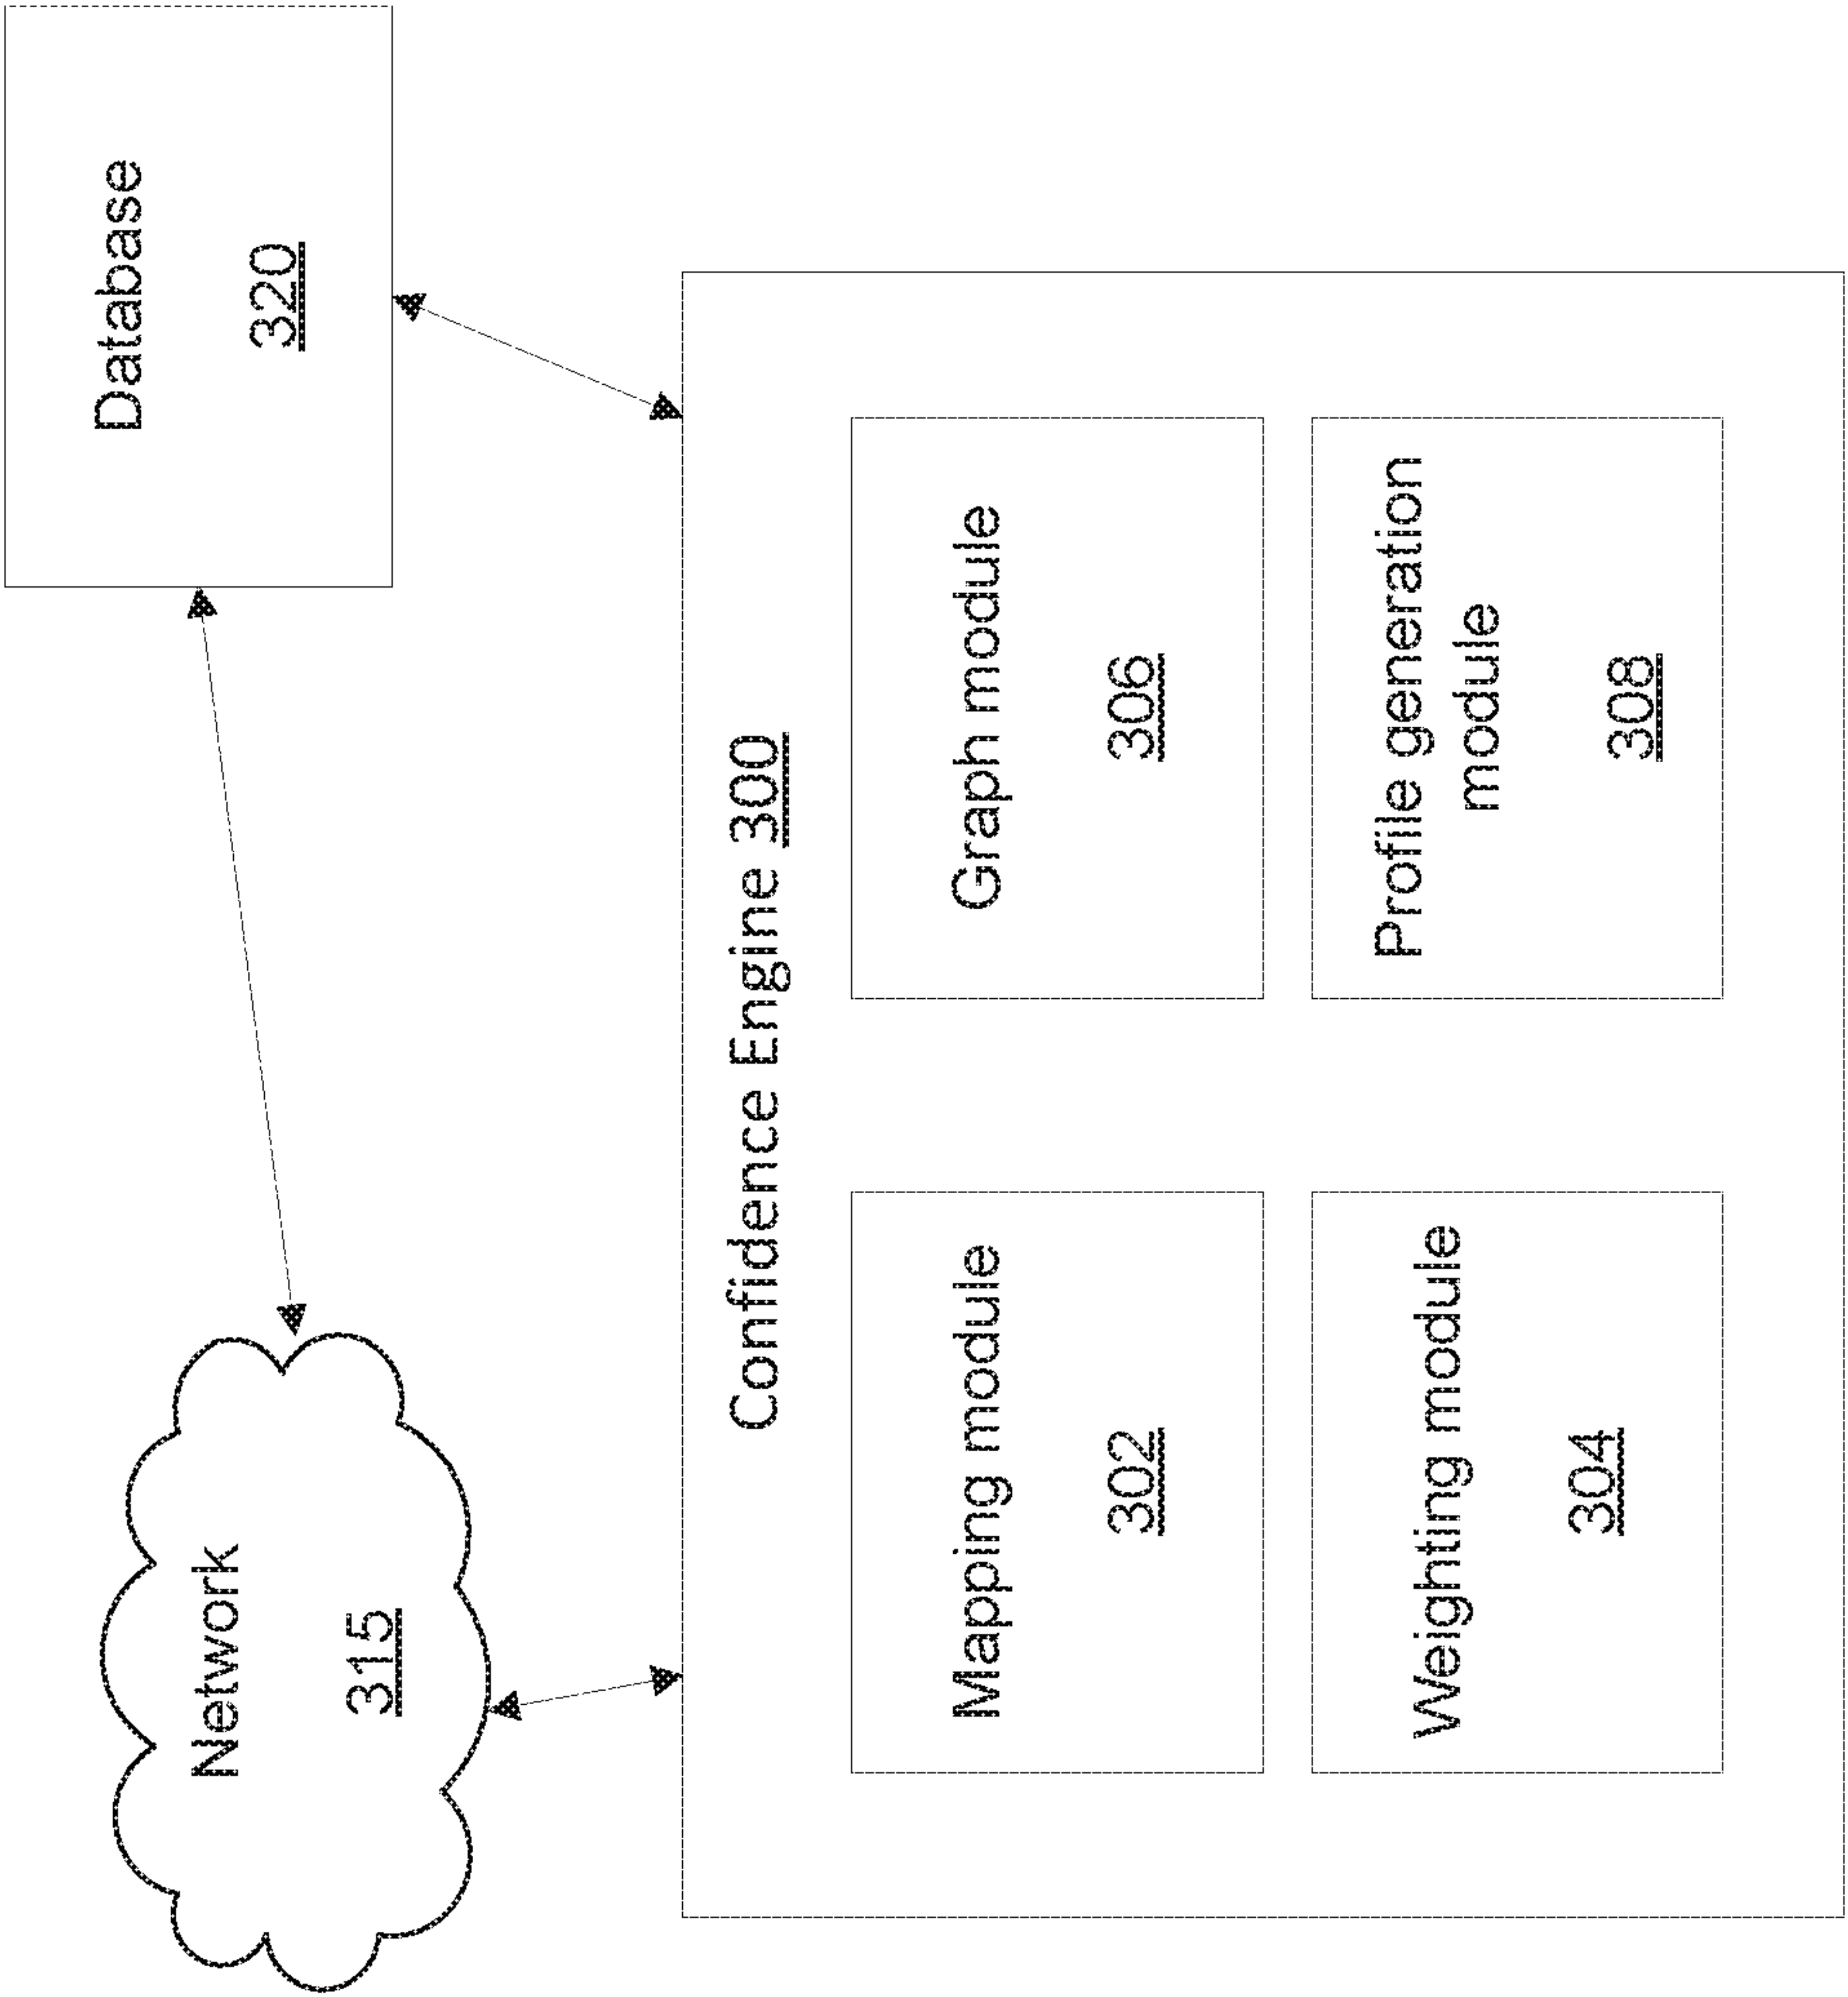 Network
315
Database
320
Confidence Engine 300
Mapping module
302
Graph module
306
Weighting module
304
Profile generation
module
308